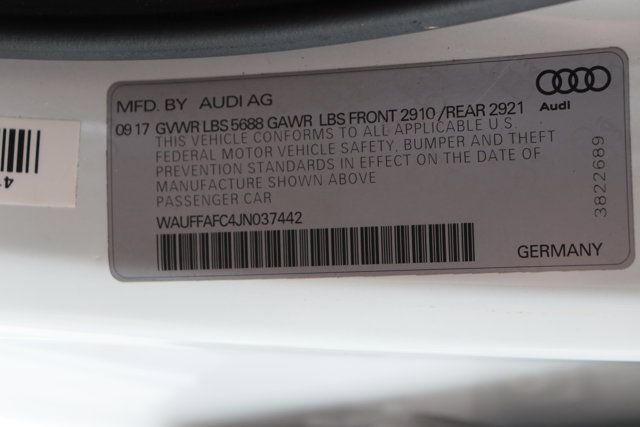 MFD. BY AUDI AG
Audi
09 17 GVWR LBS 5688 GAWR LBS FRONT 2910 / REAR 2921
THIS VEHICLE CONFORMS TO ALL APPLICABLE U.S.
FEDERAL MOTOR VEHICLE SAFETY, BUMPER AND THEFT
PREVENTION STANDARDS IN EFFECT ON THE DATE OF
MANUFACTURE SHOWN ABOVE
PASSENGER CAR
WAUFFAFC4JN037442
GERMANY
3822689